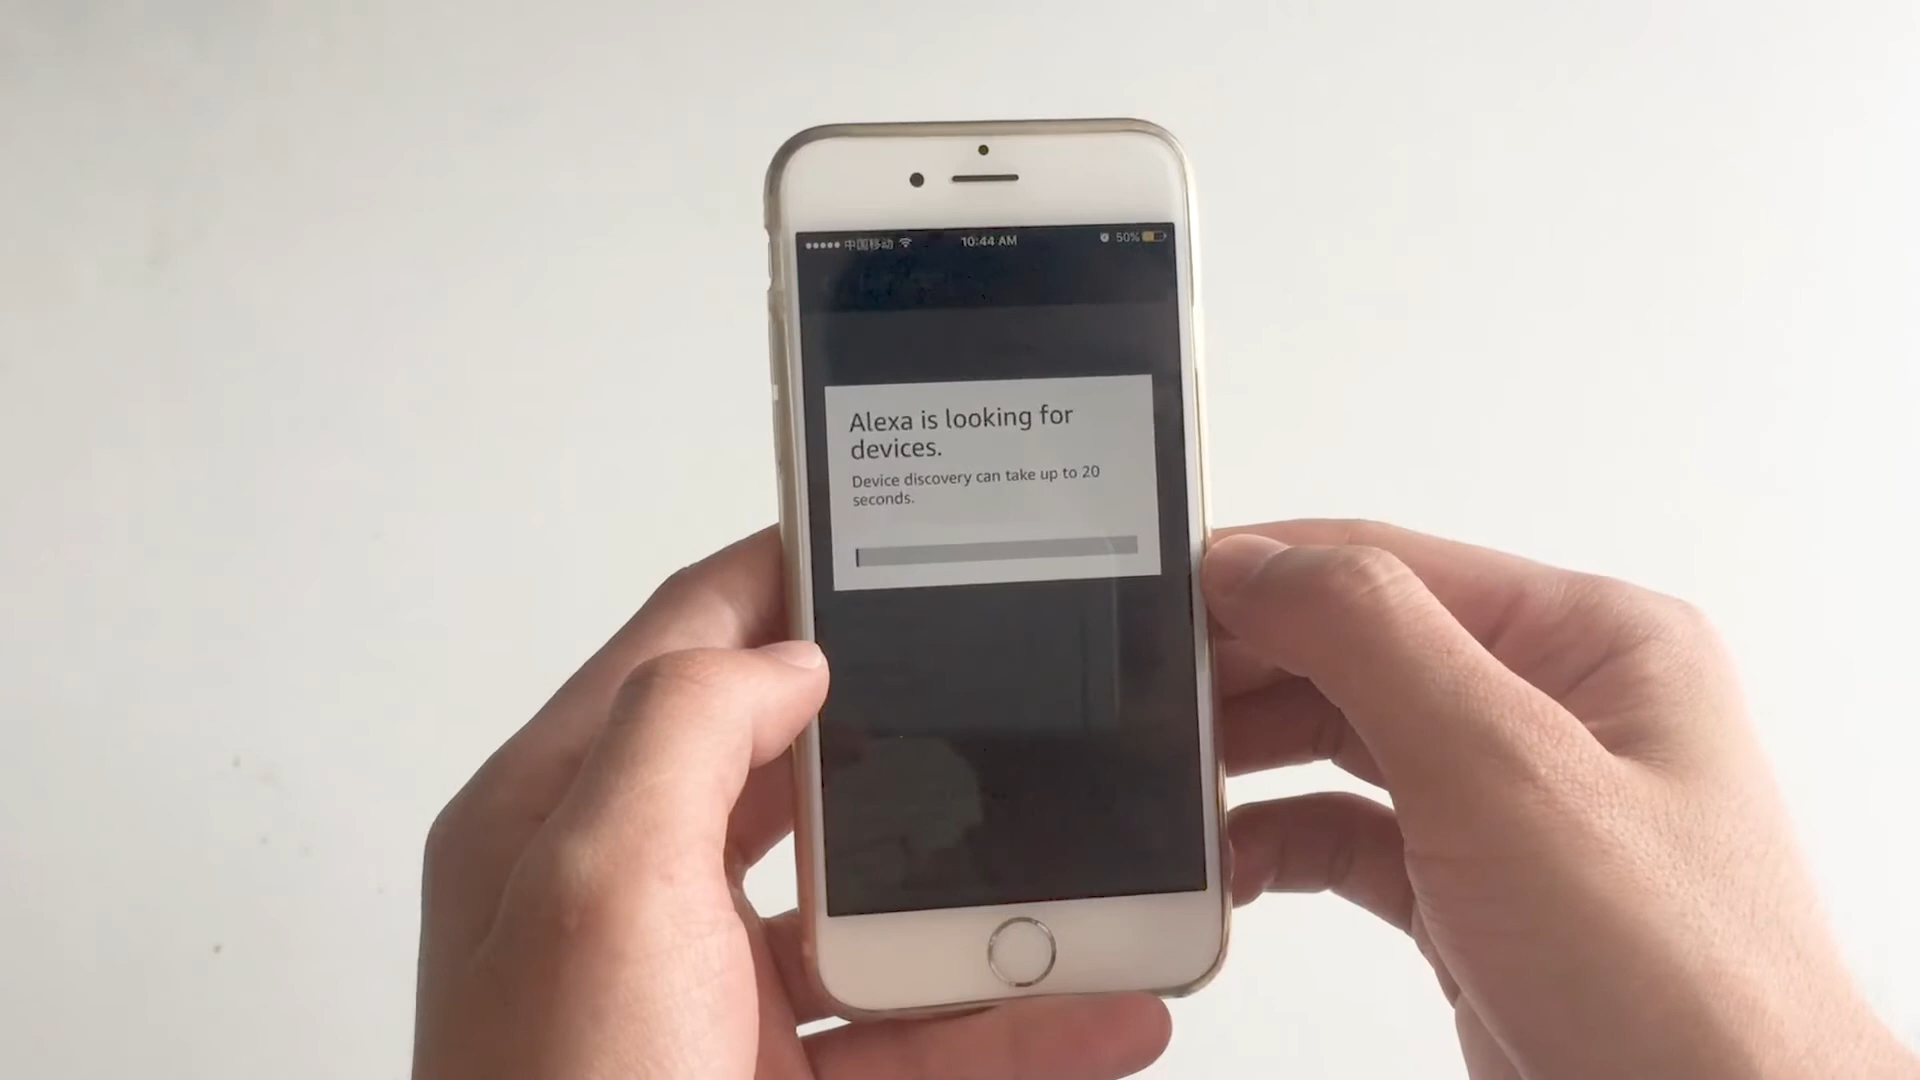 中国移动 10:44 AM 50%
Alexa is looking for
devices.
Device discovery can take up to 20
seconds.